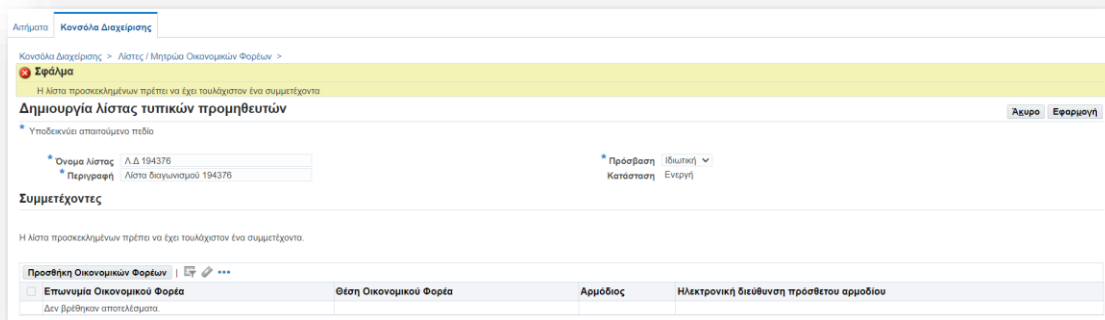 Αιτήματα Κονσόλα Διαχείρισης
Κονσόλα Διαχείρισης > Λίστες / Μητρώα Οικονομικών Φορέων >
Σφάλμα
Η λίστα προσκεκλημένων πρέπει να έχει τουλάχιστον ένα συμμετέχοντα
Δημιουργία λίστας τυπικών προμηθευτών
Άκυρο Εφαρμογή
* Υποδεικνύει απαιτούμενο πεδίο
* Όνομα λίστας Λ.Δ 194376 * Πρόσβαση Ιδιωτική
* Περιγραφή Λίστα διαγωνισμού 194376 Κατάσταση Ενεργή
Συμμετέχοντες
Η λίστα προσκεκλημένων πρέπει να έχει τουλάχιστον ένα συμμετέχοντα.
Προσθήκη Οικονομικών Φορέων | ...
Επωνυμία Οικονομικού Φορέα Θέση Οικονομικού Φορέα Αρμόδιος Ηλεκτρονική διεύθυνση πρόσθετου αρμοδίου
Δεν βρέθηκαν αποτελέσματα.